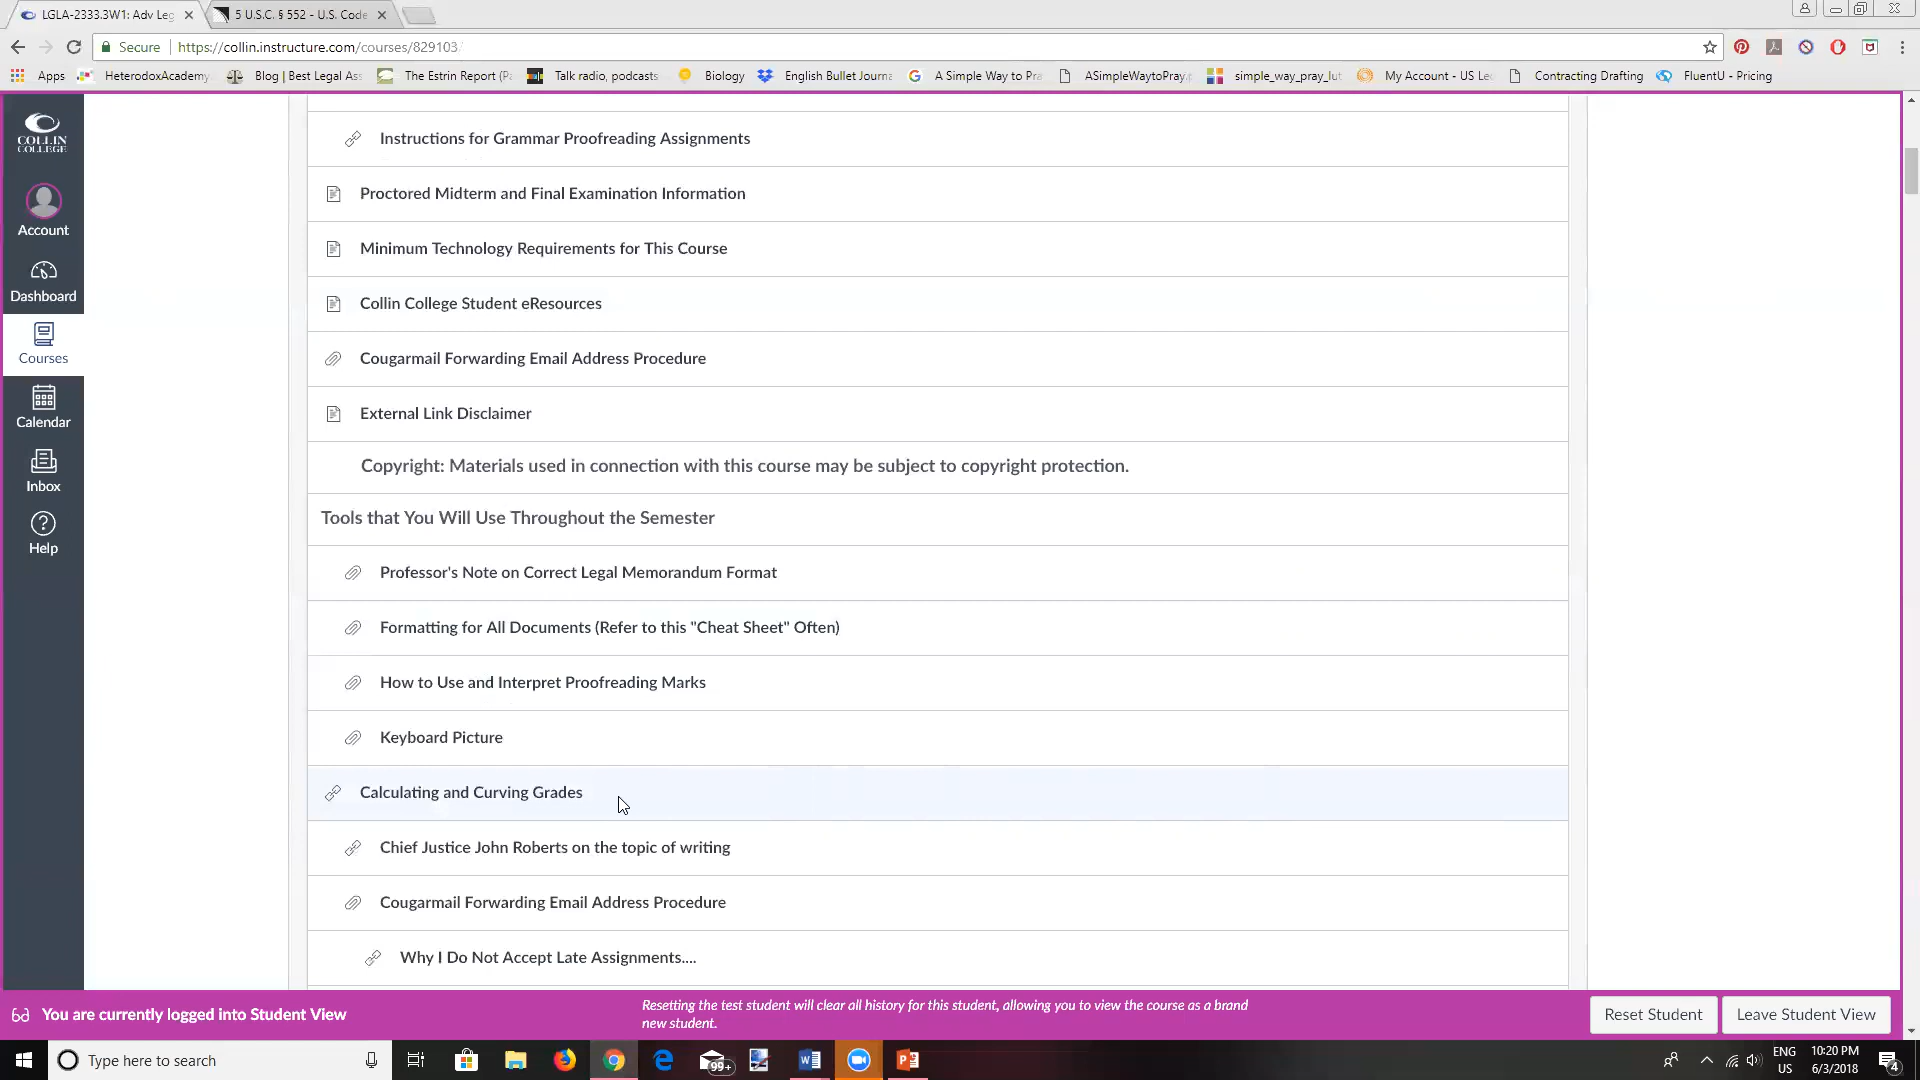 LGLA-2333.3W1: Adv Leg
5 U.S.C. § 552 - U.S. Code
Secure
https://collin.instructure.com/courses/829103
Apps
HeterodoxAcademy
Blog | Best Legal Ass
The Estrin Report (Pa
Talk radio, podcasts
Biology
English Bullet Journa
A Simple Way to Pra
ASimpleWaytoPray.
simple_way_pray_lut
My Account - US Le
Contracting Drafting
FluentU - Pricing
COLLIN
COLLEGE
Account
Dashboard
Courses
Calendar
Inbox
Help
Instructions for Grammar Proofreading Assignments
Proctored Midterm and Final Examination Information
Minimum Technology Requirements for This Course
Collin College Student eResources
Cougarmail Forwarding Email Address Procedure
External Link Disclaimer
Copyright: Materials used in connection with this course may be subject to copyright protection.
Tools that You Will Use Throughout the Semester
Professor's Note on Correct Legal Memorandum Format
Formatting for All Documents (Refer to this "Cheat Sheet" Often)
How to Use and Interpret Proofreading Marks
Keyboard Picture
Calculating and Curving Grades
Chief Justice John Roberts on the topic of writing
Cougarmail Forwarding Email Address Procedure
Why I Do Not Accept Late Assignments....
You are currently logged into Student View
Resetting the test student will clear all history for this student, allowing you to view the course as a brand
new student.
Reset Student
Leave Student View
Type here to search
99+
ENG
US
10:20 PM
6/3/2018
4